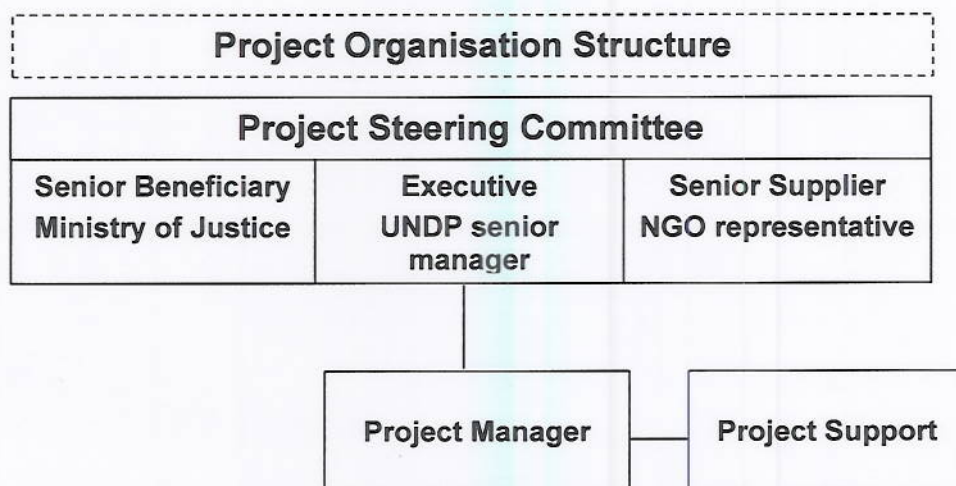 Project Organisation Structure
Project Steering Committee
Senior Beneficiary
Ministry of Justice
Executive
UNDP senior
manager
Senior Supplier
NGO representative
Project Manager
Project Support